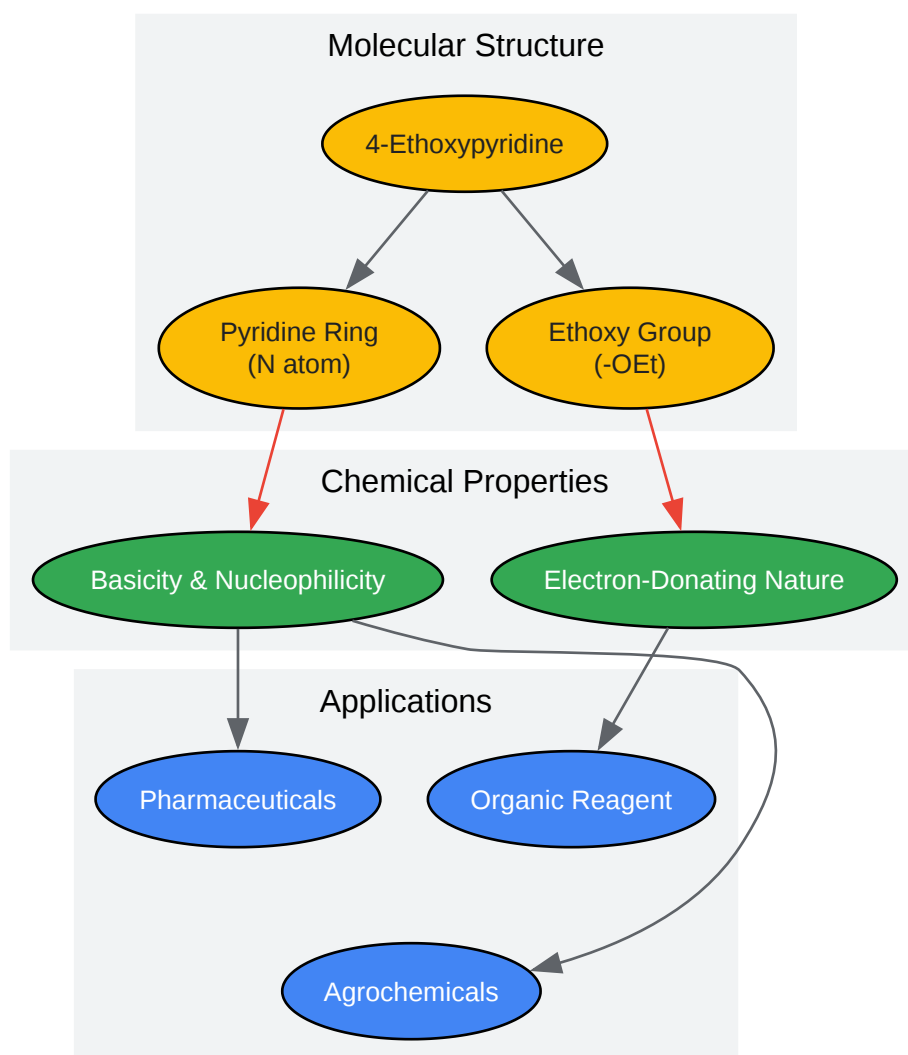 Molecular Structure
4-Ethoxypyridine
Pyridine Ring
(N atom)
Ethoxy Group
(-OEt)
Chemical Properties
Basicity & Nucleophilicity
Electron-Donating Nature
Applications
Pharmaceuticals
Organic Reagent
Agrochemicals